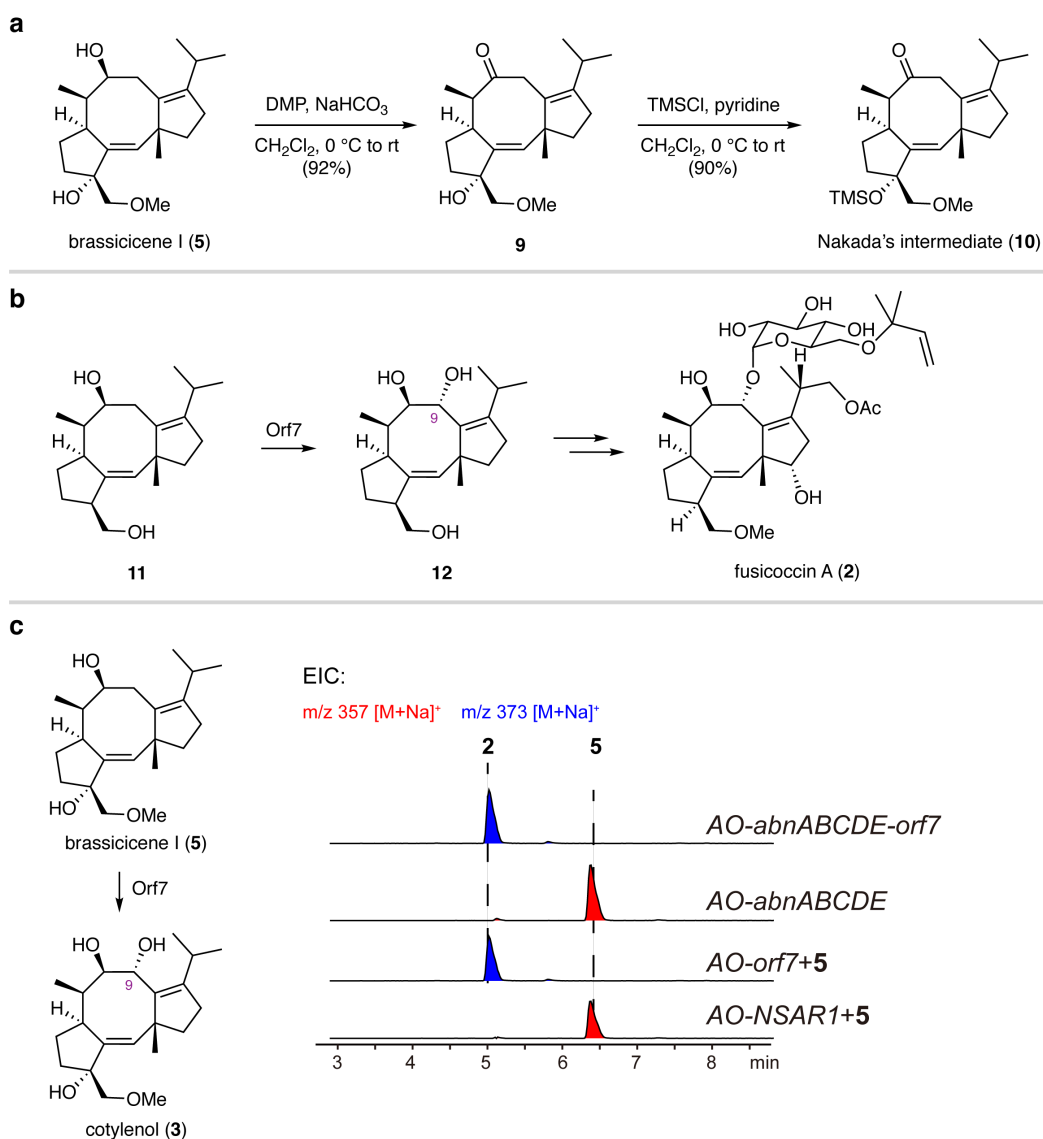 a
HO
H
HO
OMe
brassicicene I (5)
DMP, NaHCO3
CH2Cl2, 0 °C to rt
(92%)
O
H
HO
OMe
9
TMSCl, pyridine
CH2Cl2, 0 °C to rt
(90%)
O
H
TMSO
OMe
Nakada's intermediate (10)
b
HO
H
OH
11
Orf7
HO
OH
9
H
OH
12
OH
HO
OH
O
O
H
O
HO
OAc
H
OH
H
OMe
fusicoccin A (2)
c
HO
H
HO
OMe
brassicicene I (5)
Orf7
HO
OH
9
H
HO
OMe
cotylenol (3)
EIC:
m/z 357 [M+Na]+ m/z 373 [M+Na]+
2 5
AO-abnABCDE-orf7
AO-abnABCDE
AO-orf7+5
AO-NSAR1+5
3 4 5 6 7 8 min